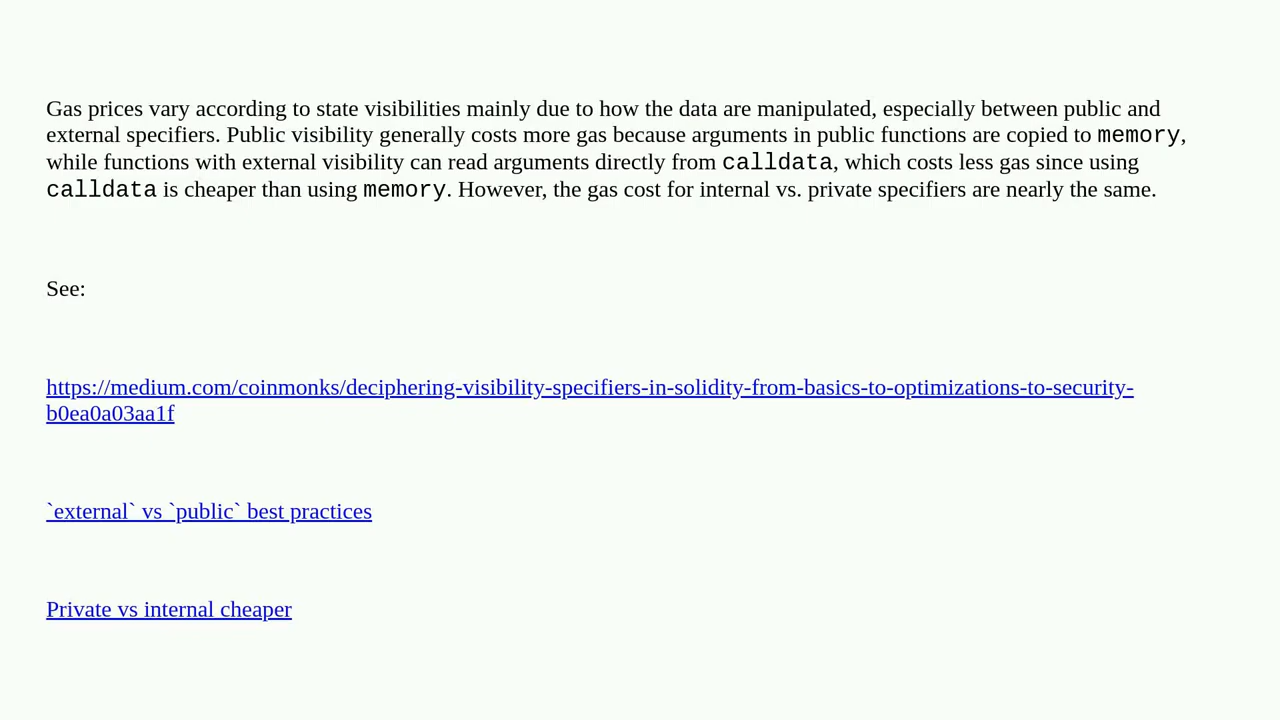 Gas prices vary according to state visibilities mainly due to how the data are manipulated, especially between public and
external specifiers. Public visibility generally costs more gas because arguments in public functions are copied to memory,
while functions with external visibility can read arguments directly from calldata, which costs less gas since using
calldata is cheaper than using memory. However, the gas cost for internal vs. private specifiers are nearly the same.
See:
https://medium.com/coinmonks/deciphering-visibility-specifiers-in-solidity-from-basics-to-optimizations-to-security-
b0ea0a03aa1f
`external` vs `public` best practices
Private vs internal cheaper